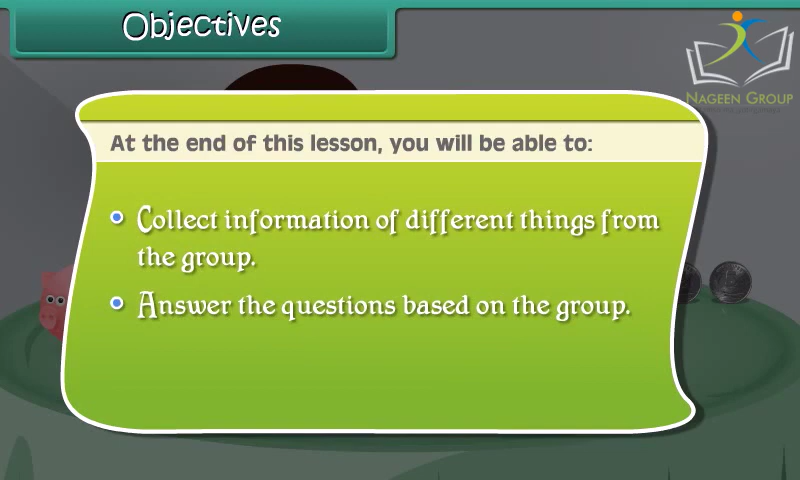 Objectives
NAGEEN GROUP
At the end of this lesson, you will be able to:
Collect information of different things from
the group.
Answer the questions based on the group.